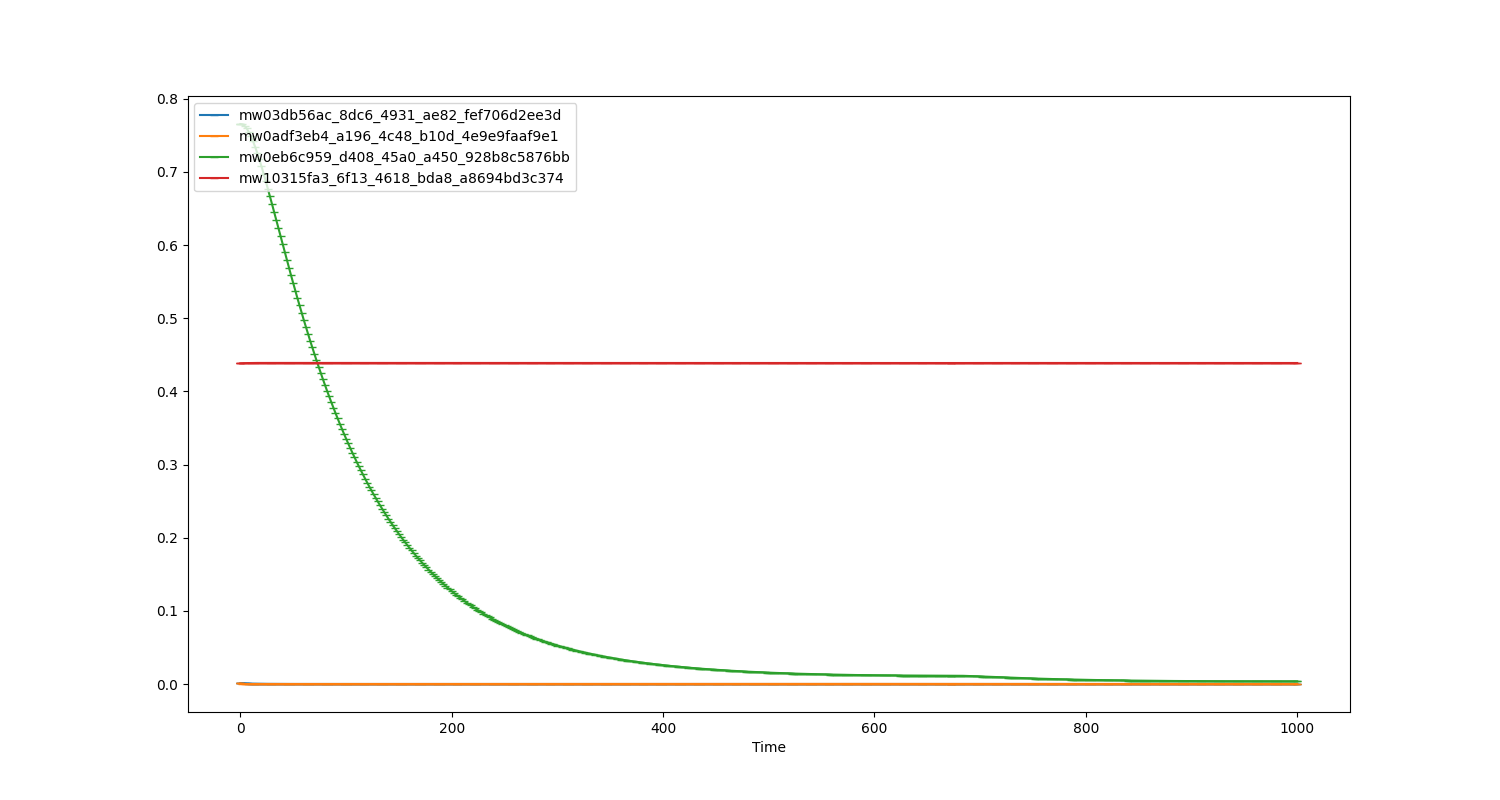 0.8
0.7
0.6
0.5
0.4
0.3
0.2
0.1
0.0
mw03db56ac_8dc6_4931_ae82_fef706d2ee3d
mw0adf3eb4_a196_4c48_b10d_4e9e9faaf9e1
mw0eb6c959_d408_45a0_a450_928b8c5876bb
mw10315fa3_6f13_4618_bda8_a8694bd3c374
0 200 400 600 800 1000
Time